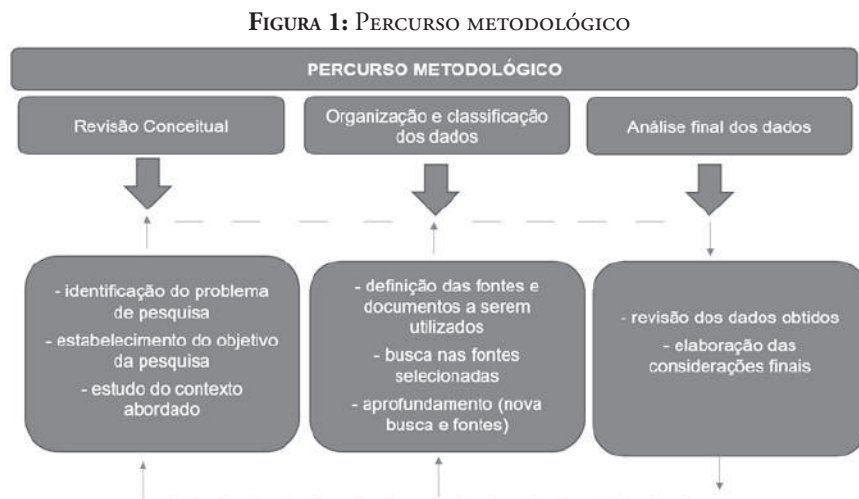 FIGURA 1: PERCURSO METODOLÓGICO
PERCURSO METODOLÓGICO
Revisão Conceitual
Organização e classificação
dos dados
Análise final dos dados
- identificação do problema
de pesquisa
- estabelecimento do objetivo
da pesquisa
- estudo do contexto
abordado
- definição das fontes e
documentos a serem
utilizados
- busca nas fontes
selecionadas
- aprofundamento (nova
busca e fontes)
- revisão dos dados obtidos
- elaboração das
considerações finais